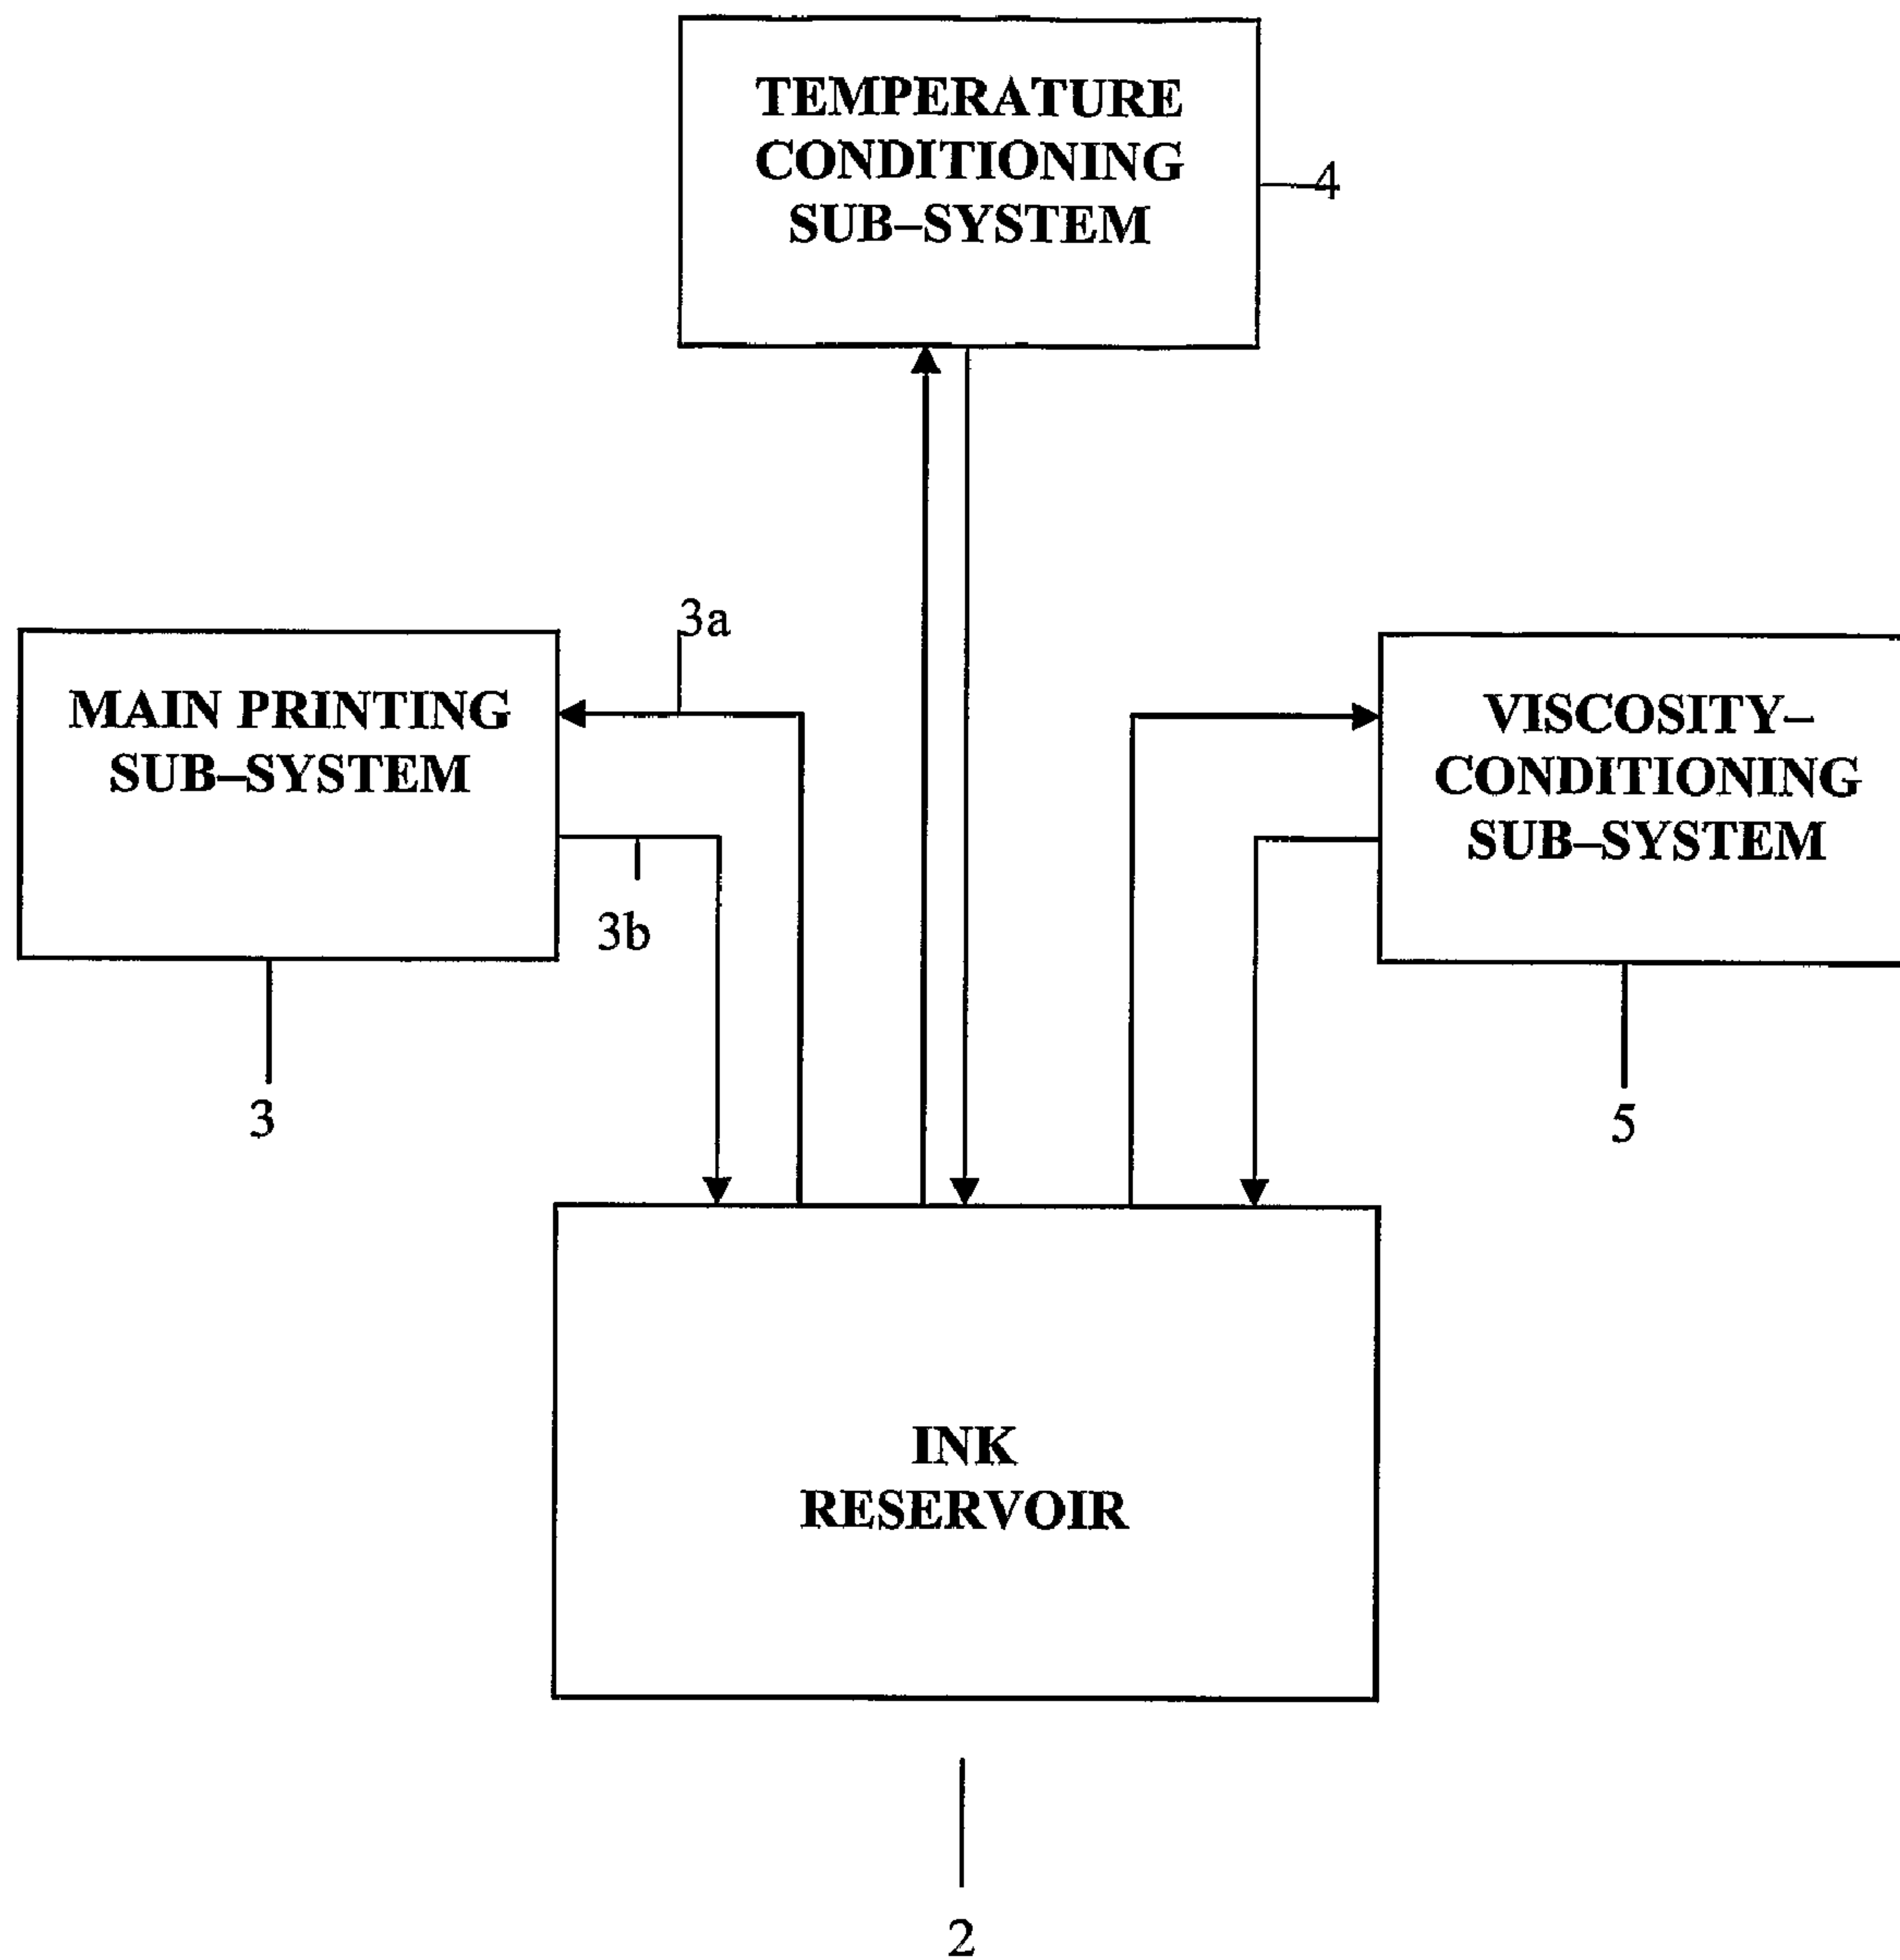 TEMPERATURE
CONDITIONING
SUB–SYSTEM
4
3a
MAIN PRINTING
SUB–SYSTEM
3b
3
VISCOSITY–
CONDITIONING
SUB–SYSTEM
5
INK
RESERVOIR
2